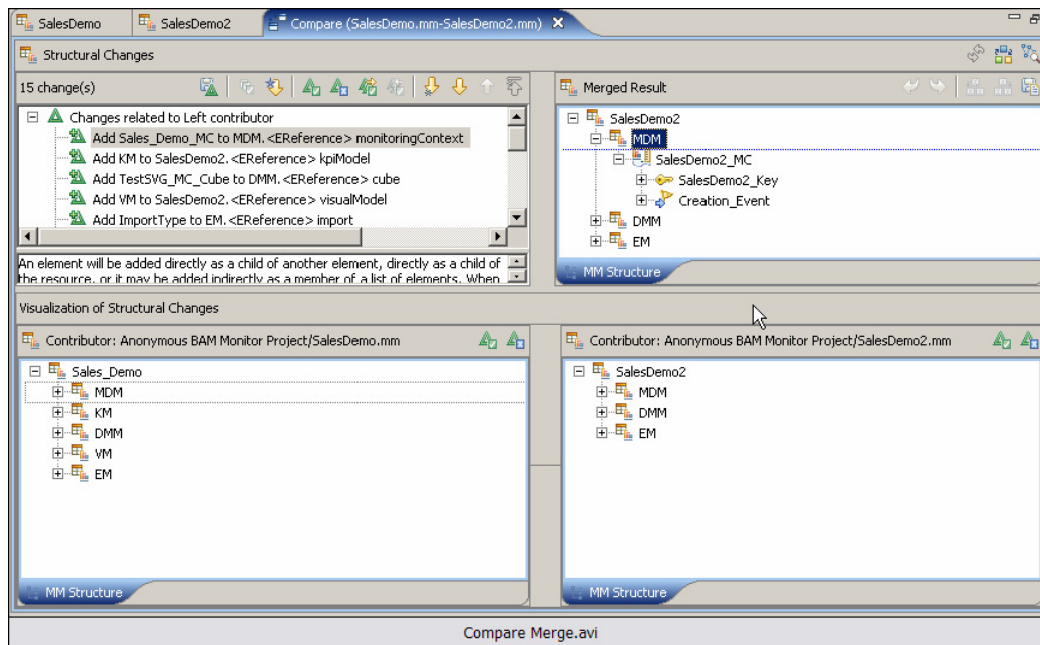 SalesDemo
SalesDemo2
Compare (SalesDemo.mm-SalesDemo2.mm)
Structural Changes
15 change(s)
Changes related to Left contributor
Add Sales_Demo_MC to MDM.<EReference> monitoringContext
Add KM to SalesDemo2.<EReference> kpiModel
Add TestSVG_MC_Cube to DMM.<EReference> cube
Add VM to SalesDemo2.<EReference> visualModel
Add ImportType to EM.<EReference> import
An element will be added directly as a child of another element, directly as a child of
the resource, or it may be added indirectly as a member of a list of elements. When
Merged Result
SalesDemo2
MDM
SalesDemo2_MC
SalesDemo2_Key
Creation_Event
DMM
EM
MM Structure
Visualization of Structural Changes
Contributor: Anonymous BAM Monitor Project/SalesDemo.mm
Sales_Demo
MDM
KM
DMM
VM
EM
MM Structure
Contributor: Anonymous BAM Monitor Project/SalesDemo2.mm
SalesDemo2
MDM
DMM
EM
MM Structure
Compare Merge.avi